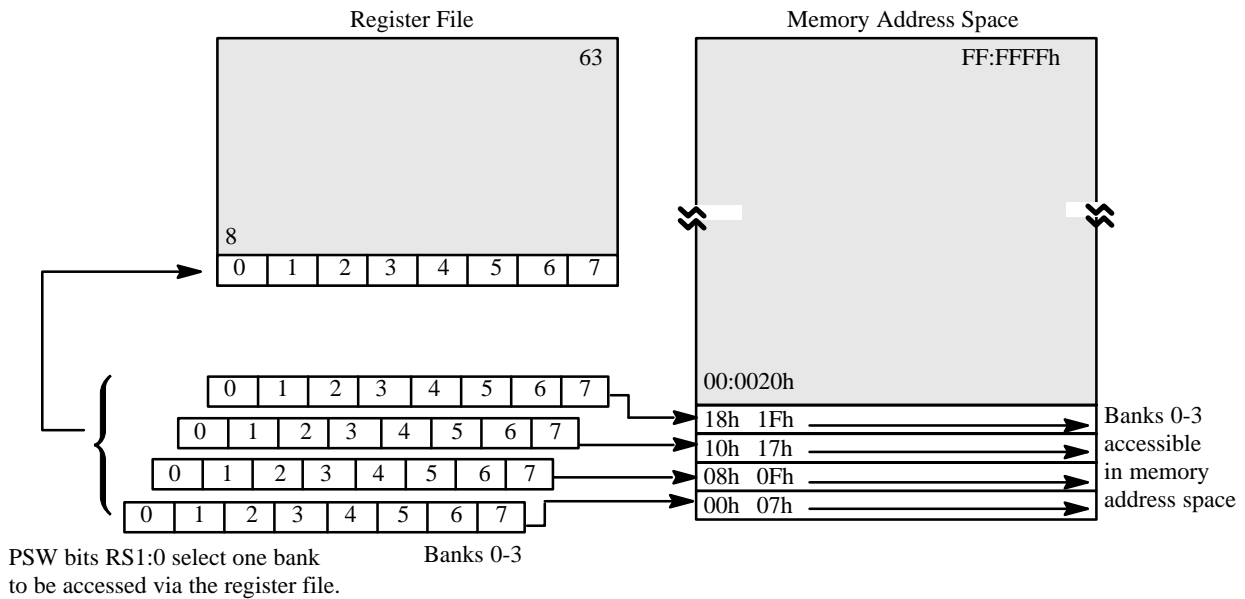 Register File
Memory Address Space
63
8
0 1 2 3 4 5 6 7
FF:FFFFh
00:0020h
0 1 2 3 4 5 6 7
0 1 2 3 4 5 6 7
0 1 2 3 4 5 6 7
0 1 2 3 4 5 6 7
18h 1Fh
10h 17h
08h 0Fh
00h 07h
Banks 0-3
accessible
in memory
address space
Banks 0-3
PSW bits RS1:0 select one bank
to be accessed via the register file.